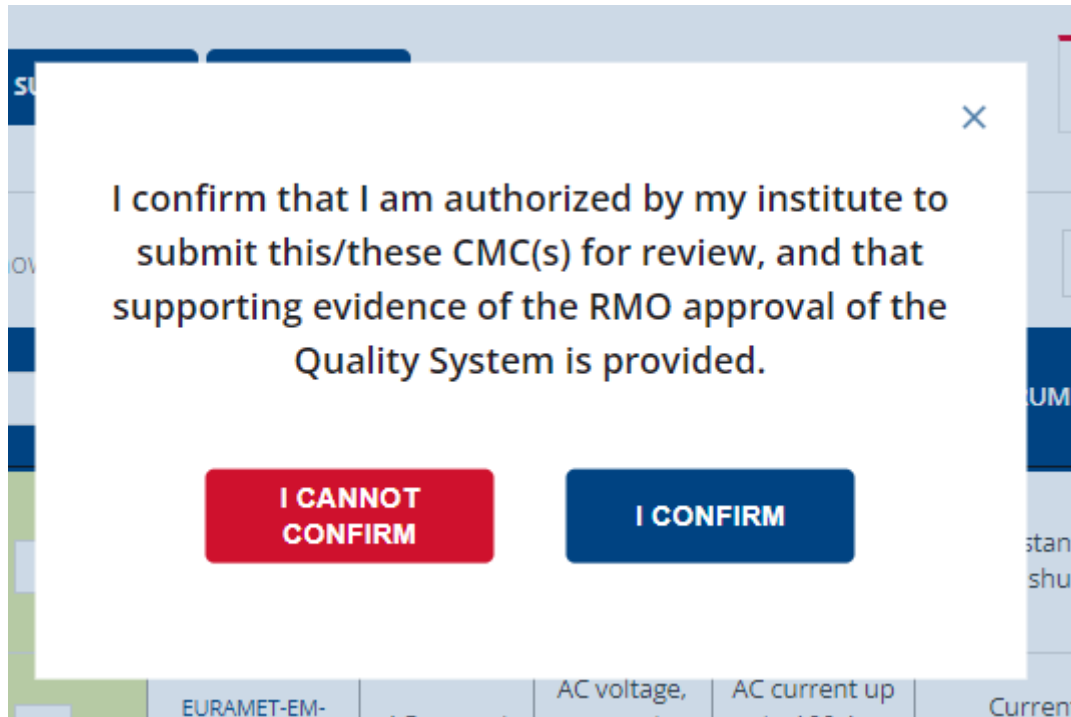 I confirm that I am authorized by my institute to
submit this/these CMC(s) for review, and that
supporting evidence of the RMO approval of the
Quality System is provided.
I CANNOT
CONFIRM
I CONFIRM
AC voltage,
AC current up
EURAMET-EM-